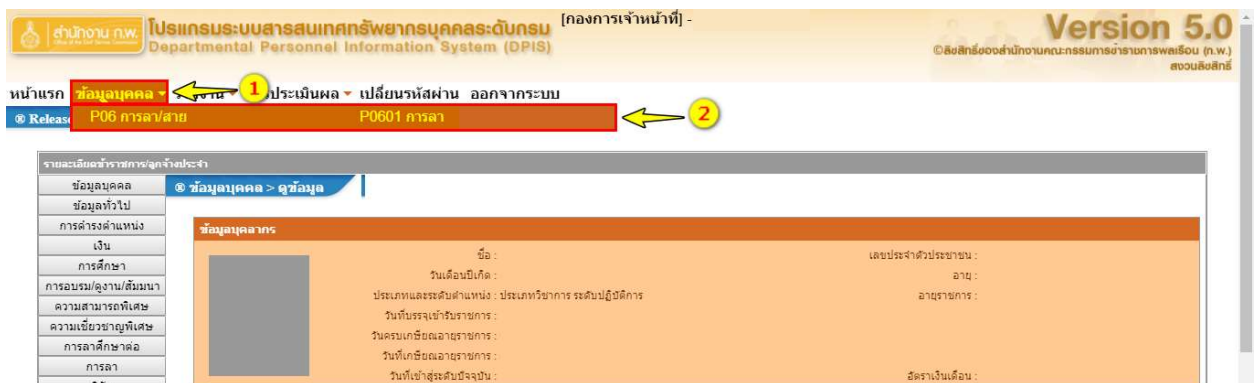 สำนักงาน ก.พ.
Office of the Civil Service Commission
โปรแกรมระบบสารสนเทศทรัพยากรบุคคลระดับกรม
Departmental Personnel Information System (DPIS)
[กองการเจ้าหน้าที่] -
Version 5.0
©ลิขสิทธิ์ของสำนักงานคณะกรรมการข้าราชการพลเรือน (ก.พ.)
สงวนลิขสิทธิ์
หน้าแรก ข้อมูลบุคคล 1 ประเมินผล เปลี่ยนรหัสผ่าน ออกจากระบบ
® Release P06 การลา/สาย P0601 การลา 2
รายละเอียดข้าราชการ/ลูกจ้างประจำ
ข้อมูลบุคคล
® ข้อมูลบุคคล > ดูข้อมูล
ข้อมูลทั่วไป
การดำรงตำแหน่ง
เงิน
การศึกษา
การอบรม/ดูงาน/สัมมนา
ความสามารถพิเศษ
ความเชี่ยวชาญพิเศษ
การลาศึกษาต่อ
การลา
ข้อมูลบุคลากร
ชื่อ : เลขประจำตัวประชาชน :
วันเดือนปีเกิด : อายุ :
ประเภทและระดับตำแหน่ง : ประเภทวิชาการ ระดับปฏิบัติการ อายุราชการ :
วันที่บรรจุเข้ารับราชการ :
วันครบเกษียณอายุราชการ :
วันที่เกษียณอายุราชการ :
วันที่เข้าสู่ระดับปัจจุบัน : อัตราเงินเดือน :